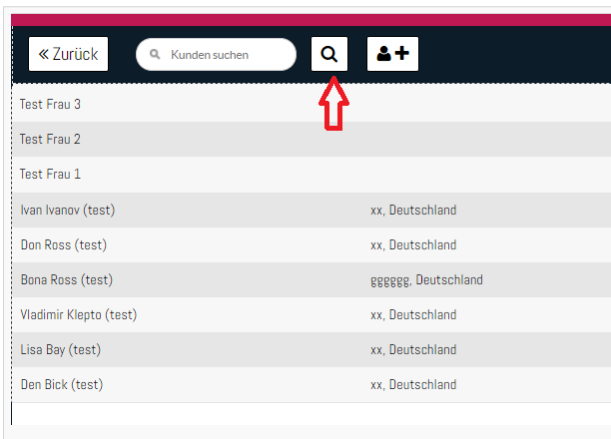 « Zurück Kunden suchen
Test Frau 3
Test Frau 2
Test Frau 1
Ivan Ivanov (test) xx, Deutschland
Don Ross (test) xx, Deutschland
Bona Ross (test) gggggg, Deutschland
Vladimir Klepto (test) xx, Deutschland
Lisa Bay (test) xx, Deutschland
Den Bick (test) xx, Deutschland